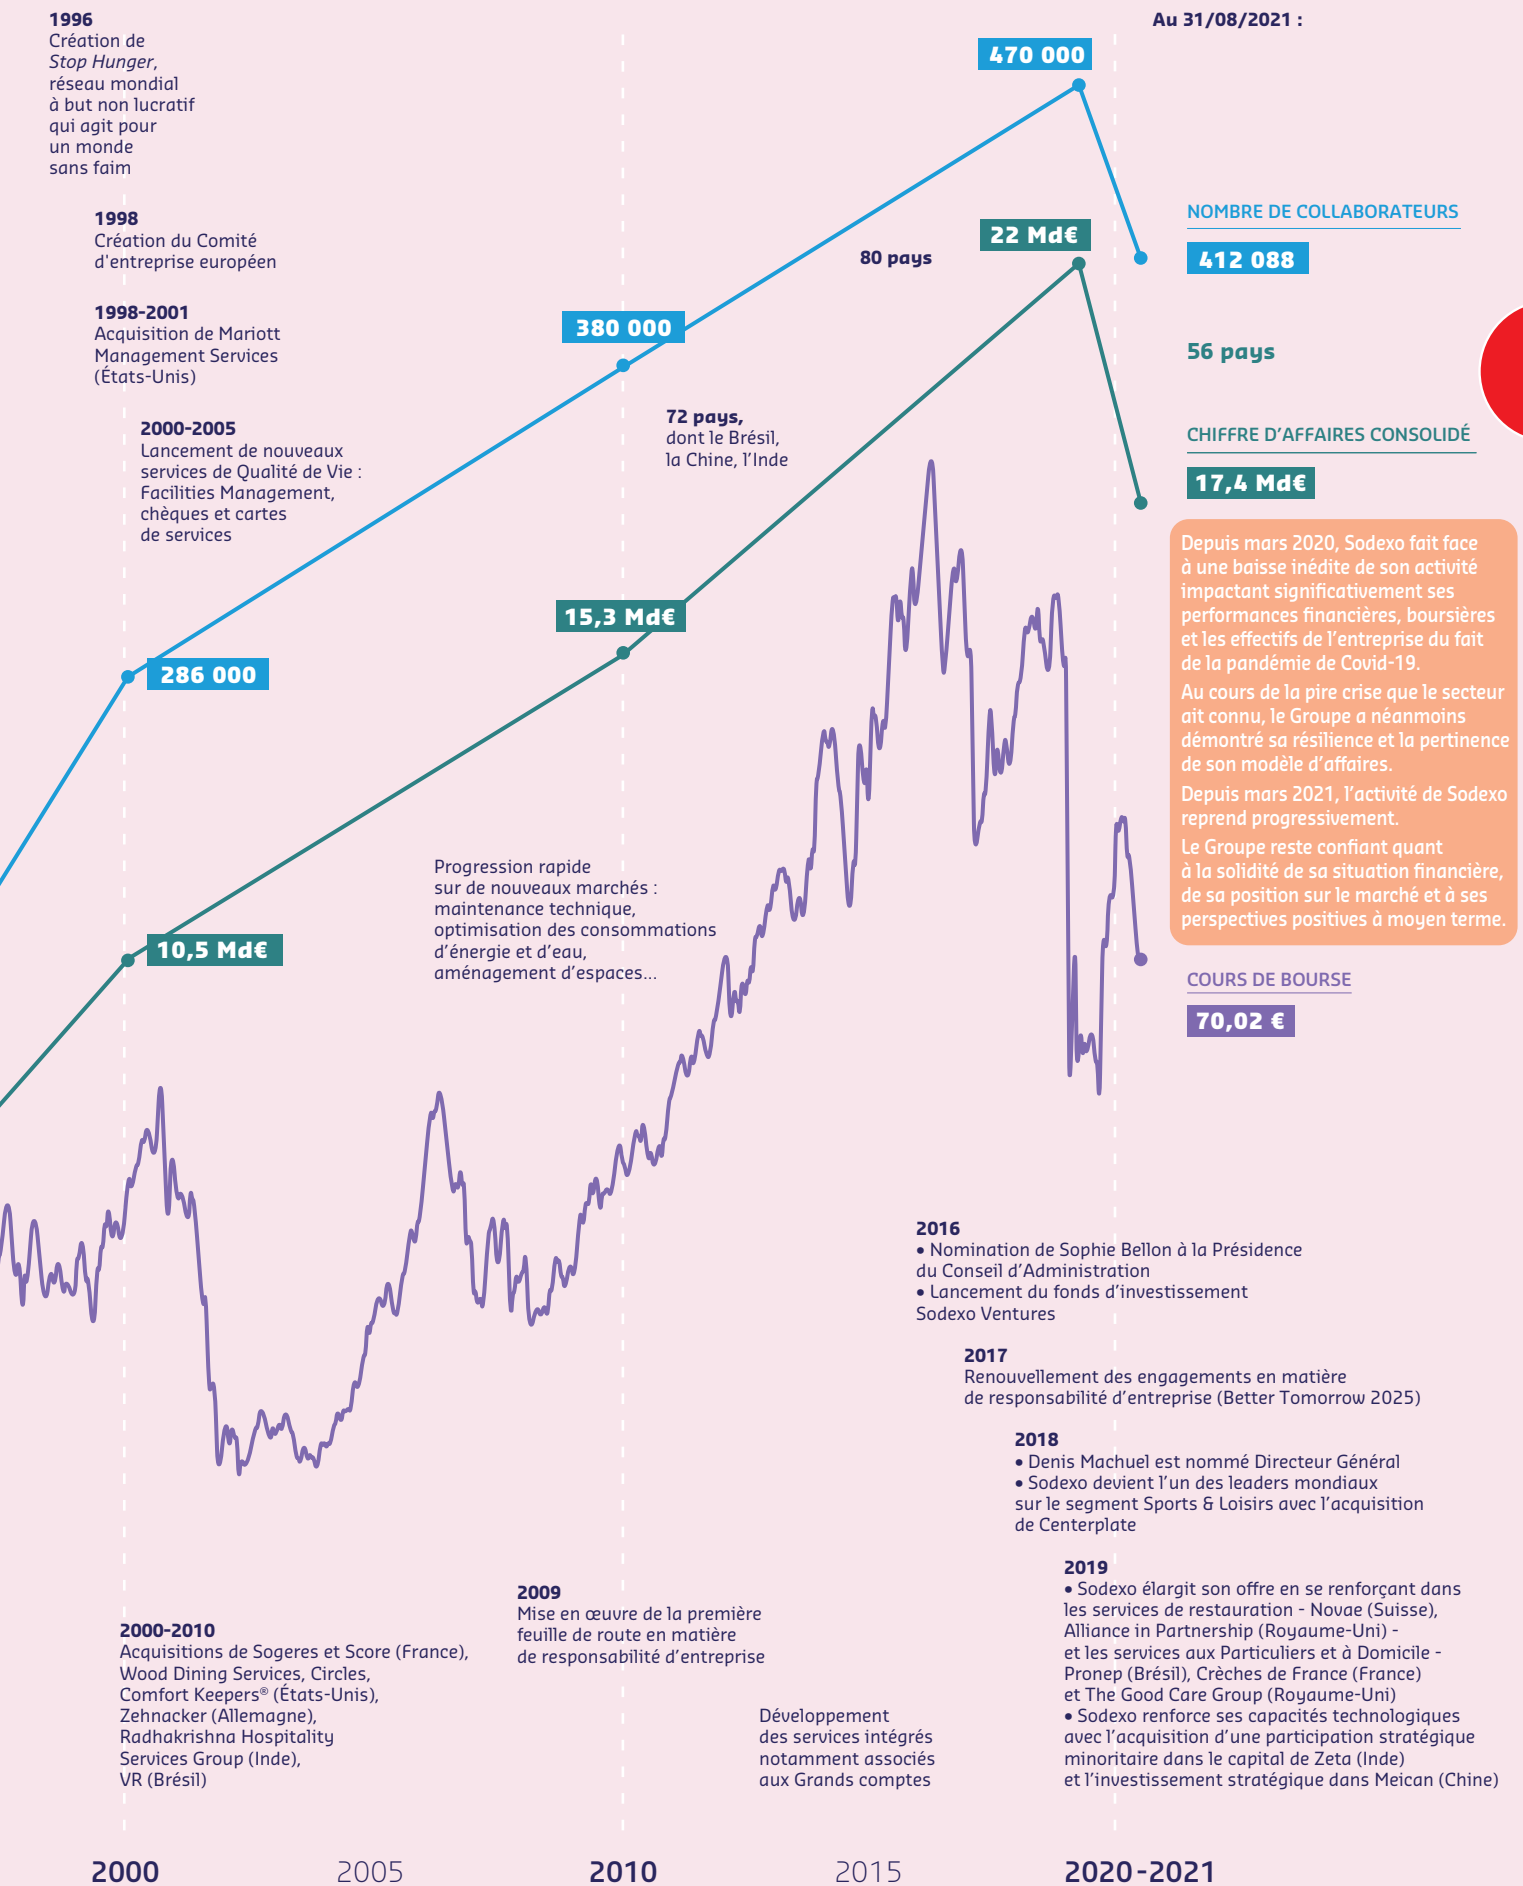 1996
Création de
Stop Hunger,
réseau mondial
à but non lucratif
qui agit pour
un monde
sans faim
1998
Création du Comité
d'entreprise européen
1998-2001
Acquisition de Mariott
Management Services
(États-Unis)
2000-2005
Lancement de nouveaux
services de Qualité de Vie :
Facilities Management,
chèques et cartes
de services
286 000
10,5 Md€
380 000
72 pays,
dont le Brésil,
la Chine, l’Inde
15,3 Md€
Progression rapide
sur de nouveaux marchés :
maintenance technique,
optimisation des consommations
d’énergie et d’eau,
aménagement d’espaces...
470 000
22 Md€
80 pays
Au 31/08/2021 :
NOMBRE DE COLLABORATEURS
412 088
56 pays
CHIFFRE D’AFFAIRES CONSOLIDÉ
17,4 Md€
Depuis mars 2020, Sodexo fait face
à une baisse inédite de son activité
impactant significativement ses
performances financières, boursières
et les effectifs de l’entreprise du fait
de la pandémie de Covid-19.
Au cours de la pire crise que le secteur
ait connu, le Groupe a néanmoins
démontré sa résilience et la pertinence
de son modèle d’affaires.
Depuis mars 2021, l’activité de Sodexo
reprend progressivement.
Le Groupe reste confiant quant
à la solidité de sa situation financière,
de sa position sur le marché et à ses
perspectives positives à moyen terme.
COURS DE BOURSE
70,02 €
2016
• Nomination de Sophie Bellon à la Présidence
du Conseil d’Administration
• Lancement du fonds d’investissement
Sodexo Ventures
2017
Renouvellement des engagements en matière
de responsabilité d’entreprise (Better Tomorrow 2025)
2018
• Denis Machuel est nommé Directeur Général
• Sodexo devient l’un des leaders mondiaux
sur le segment Sports & Loisirs avec l’acquisition
de Centerplate
2019
• Sodexo élargit son offre en se renforçant dans
les services de restauration - Novae (Suisse),
Alliance in Partnership (Royaume-Uni) -
et les services aux Particuliers et à Domicile -
Pronep (Brésil), Crèches de France (France)
et The Good Care Group (Royaume-Uni)
• Sodexo renforce ses capacités technologiques
avec l’acquisition d’une participation stratégique
minoritaire dans le capital de Zeta (Inde)
et l’investissement stratégique dans Meican (Chine)
2000-2010
Acquisitions de Sogeres et Score (France),
Wood Dining Services, Circles,
Comfort Keepers® (États-Unis),
Zehnacker (Allemagne),
Radhakrishna Hospitality
Services Group (Inde),
VR (Brésil)
2009
Mise en œuvre de la première
feuille de route en matière
de responsabilité d’entreprise
Développement
des services intégrés
notamment associés
aux Grands comptes
2000
2005
2010
2015
2020-2021